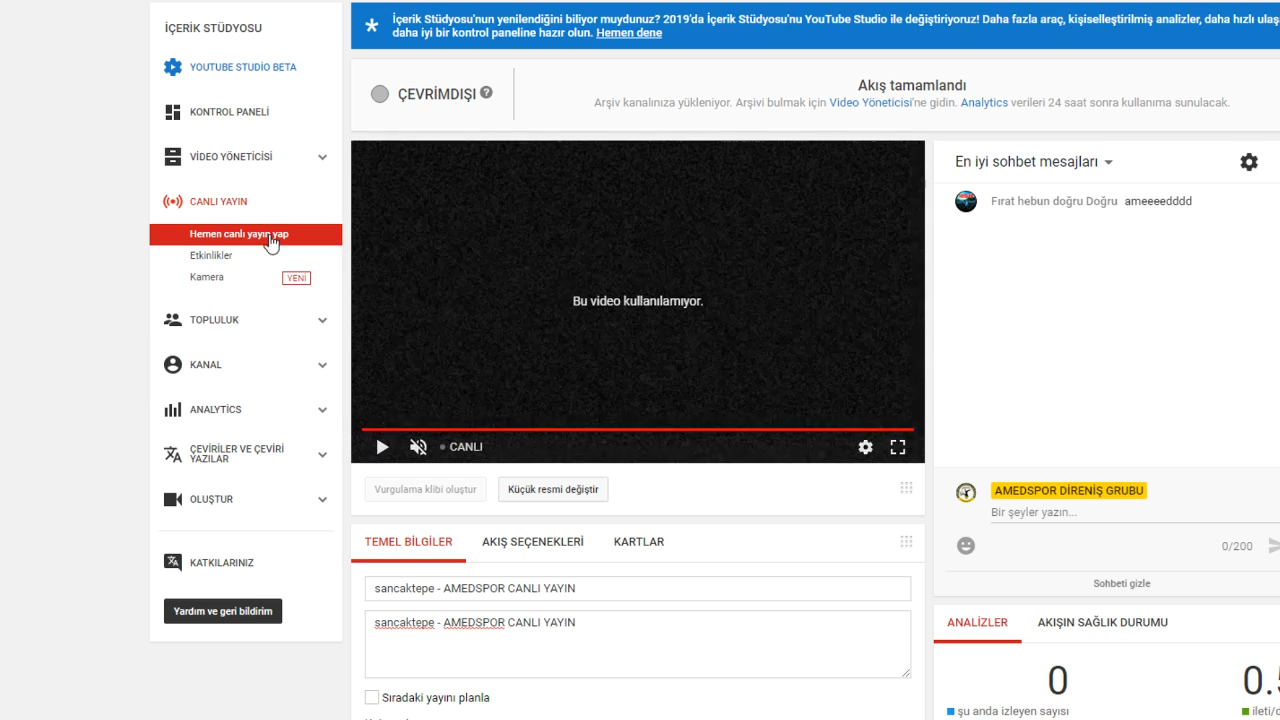 İÇERİK STÜDYOSU
YOUTUBE STUDİO BETA
KONTROL PANELİ
VİDEO YÖNETİCİSİ
CANLI YAYIN
Hemen canlı yayın yap
Etkinlikler
Kamera YENİ
TOPLULUK
KANAL
ANALYTİCS
ÇEVİRİLER VE ÇEVİRİ
YAZILAR
OLUŞTUR
KATKILARINIZ
Yardım ve geri bildirim
İçerik Stüdyosu'nun yenilendiğini biliyor muydunuz? 2019'da İçerik Stüdyosu'nu YouTube Studio ile değiştiriyoruz! Daha fazla araç, kişiselleştirilmiş analizler, daha hızlı
daha iyi bir kontrol paneline hazır olun. Hemen dene
ÇEVRİMDIŞI
Akış tamamlandı
Arşiv kanalınıza yükleniyor. Arşivi bulmak için Video Yöneticisi'ne gidin. Analytics verileri 24 saat sonra kullanıma sunulacak.
Bu video kullanılamıyor.
CANLI
Vurgulama klibi oluştur Küçük resmi değiştir
TEMEL BİLGİLER AKIŞ SEÇENEKLERİ KARTLAR
sancaktepe - AMEDSPOR CANLI YAYIN
sancaktepe - AMEDSPOR CANLI YAYIN
Sıradaki yayını planla
En iyi sohbet mesajları
Fırat hebun doğru Doğru ameeeedddd
AMEDSPOR DİRENİŞ GRUBU
Bir şeyler yazın...
0/200
Sohbeti gizle
ANALİZLER AKIŞIN SAĞLIK DURUMU
0
şu anda izleyen sayısı